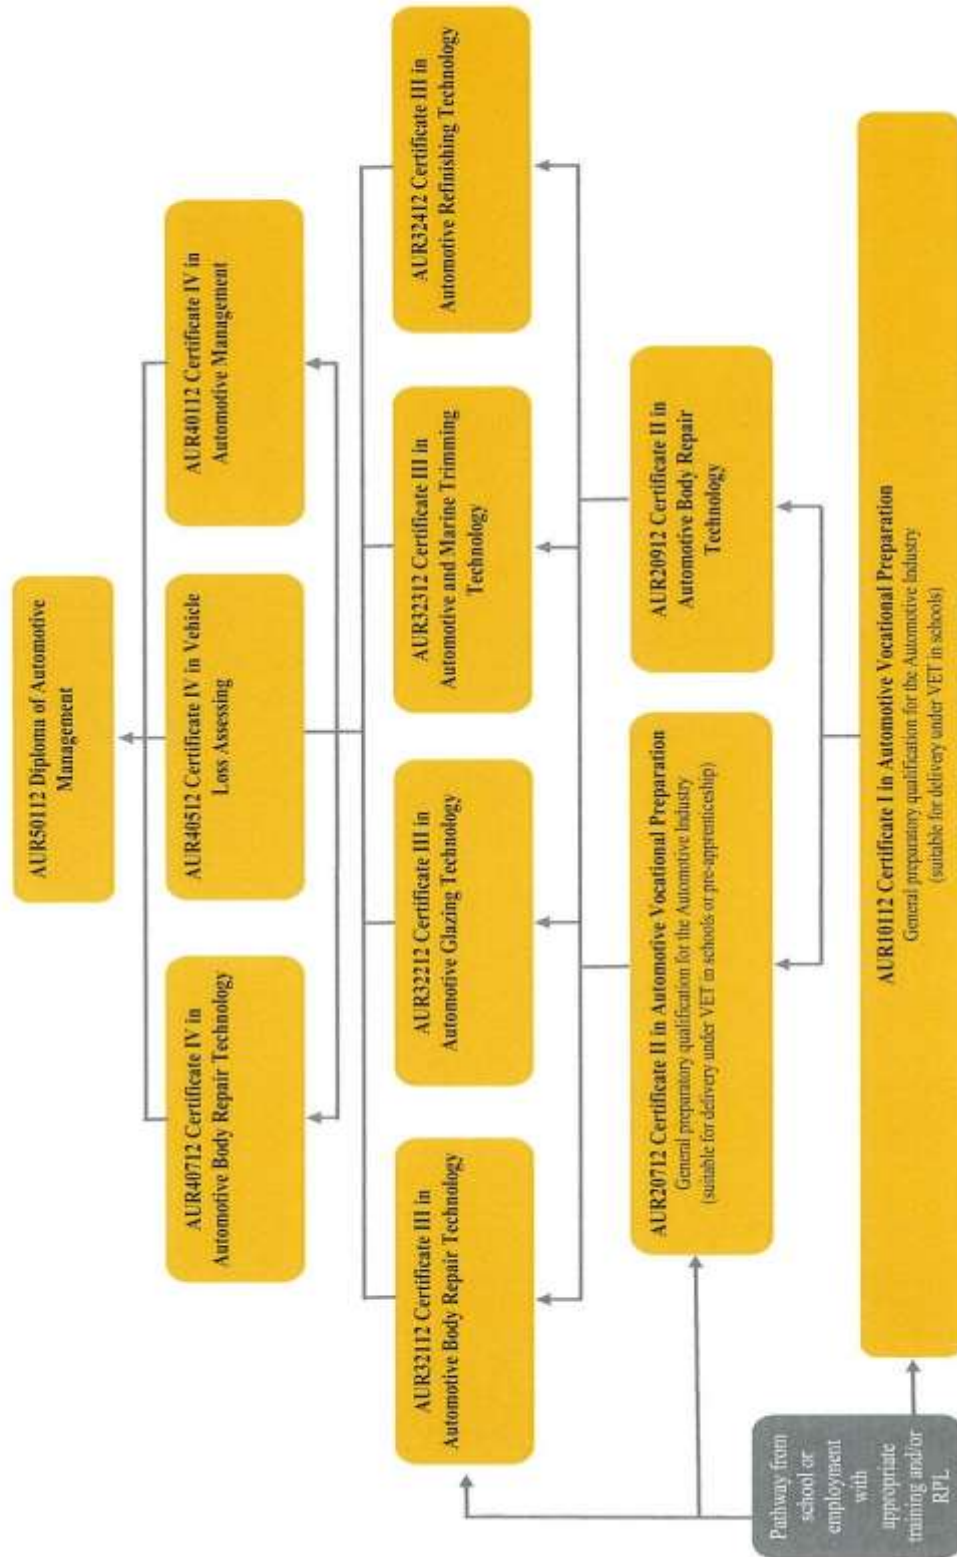 AUR50112 Diploma of Automotive
Management
AUR40712 Certificate IV in
Automotive Body Repair Technology
AUR40512 Certificate IV in Vehicle
Loss Assessing
AUR40112 Certificate IV in
Automotive Management
AUR32112 Certificate III in
Automotive Body Repair Technology
AUR32212 Certificate III in
Automotive Glazing Technology
AUR32312 Certificate III in
Automotive and Marine Trimming
Technology
AUR32412 Certificate III in
Automotive Refinishing Technology
AUR20712 Certificate II in Automotive Vocational Preparation
General preparatory qualification for the Automotive Industry
(suitable for delivery under VET in schools or pre-apprenticeship)
AUR20912 Certificate II in
Automotive Body Repair
Technology
Pathway from
school or
employment
with
appropriate
training and/or
RPL
AUR10112 Certificate I in Automotive Vocational Preparation
General preparatory qualification for the Automotive Industry
(suitable for delivery under VET in schools)